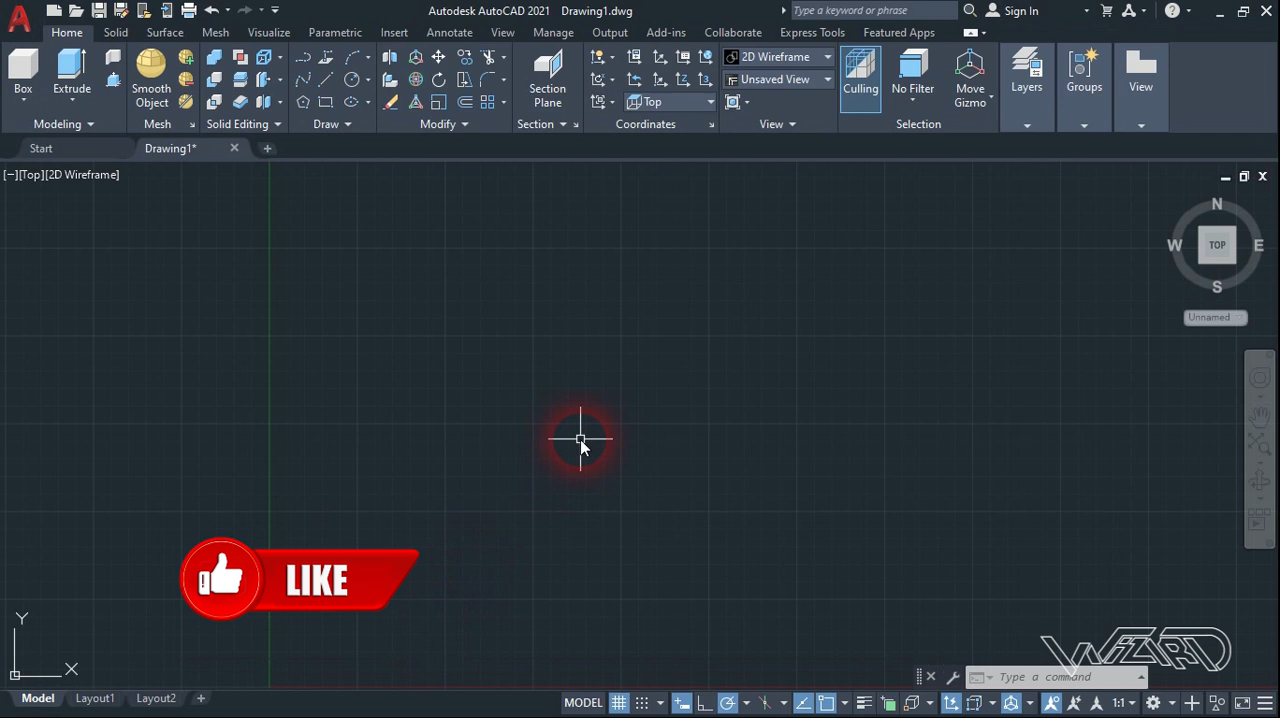 Autodesk AutoCAD 2021 Drawing1.dwg
Type a keyword or phrase
Sign In
Home Solid Surface Mesh Visualize Parametric Insert Annotate View Manage Output Add-ins Collaborate Express Tools Featured Apps
2D Wireframe
Unsaved View
Top
Box
Extrude
Smooth
Object
Section
Plane
Culling
No Filter
Move
Gizmo
Layers
Groups
View
Modeling
Mesh
Solid Editing
Draw
Modify
Section
Coordinates
View
Selection
Start
Drawing1*
[−][Top][2D Wireframe]
N
W
TOP
E
S
Unnamed
LIKE
Y
X
WIZARD
Type a command
Model
Layout1
Layout2
MODEL
1:1